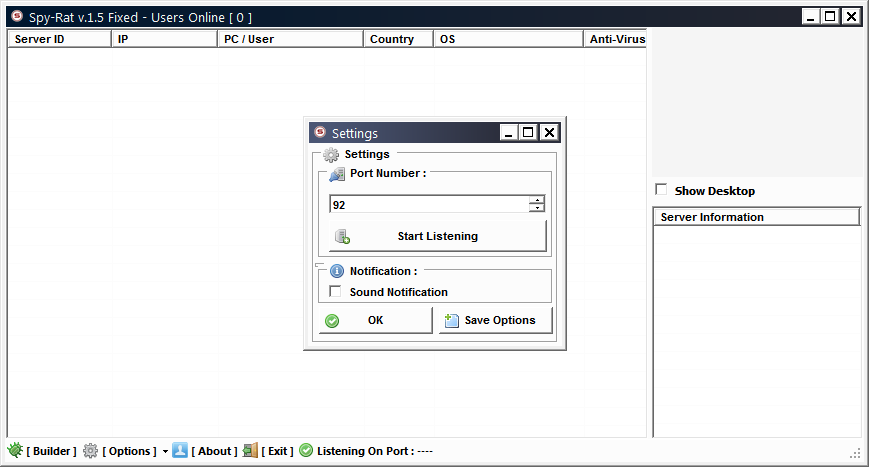 Spy-Rat v.1.5 Fixed - Users Online [ 0 ]
Server ID IP PC / User Country OS Anti-Virus
Settings
Settings
Port Number :
92
Start Listening
Notification :
Sound Notification
OK Save Options
Show Desktop
Server Information
[ Builder ] [ Options ] [ About ] [ Exit ] Listening On Port : ----